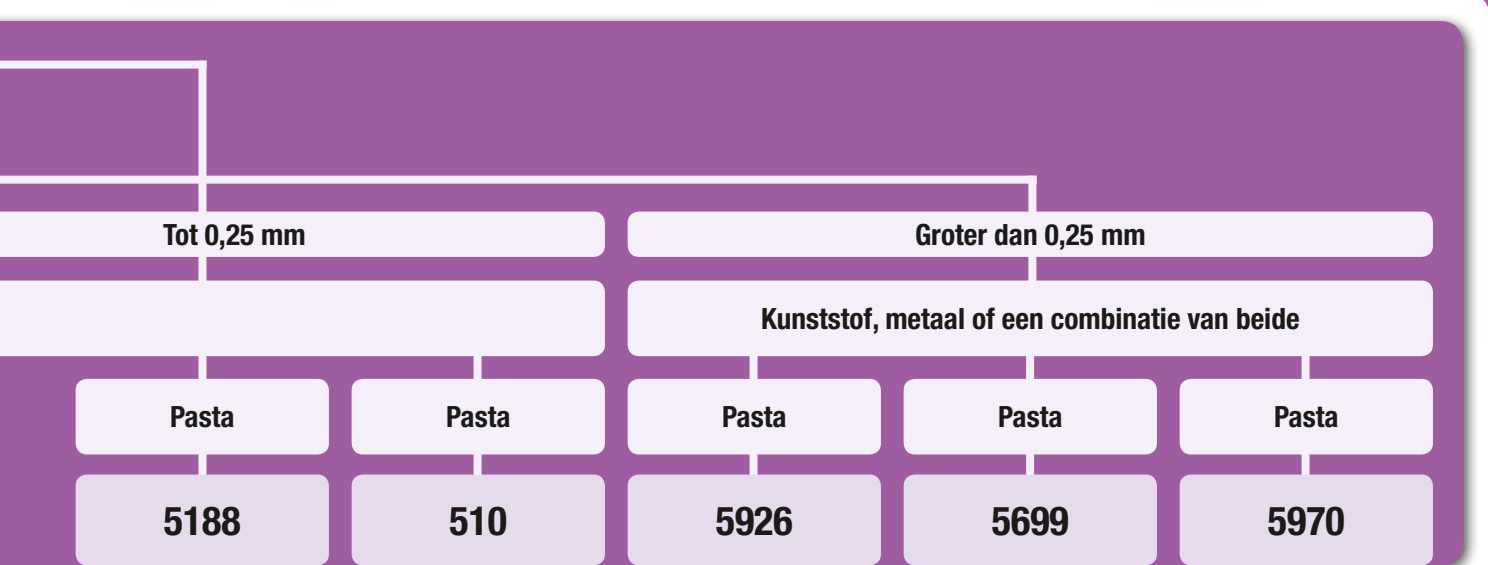 Tot 0,25 mm
Groter dan 0,25 mm
Kunststof, metaal of een combinatie van beide
Pasta
Pasta
Pasta
Pasta
Pasta
5188
510
5926
5699
5970